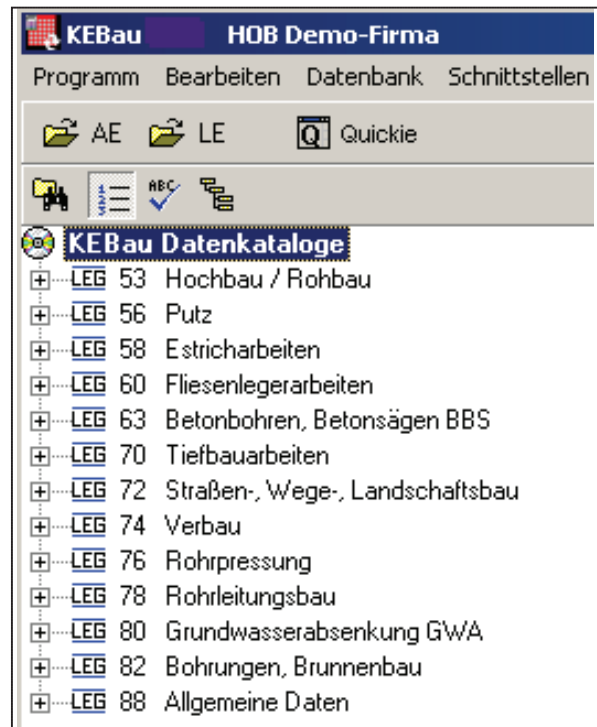 KEBau HOB Demo-Firma
Programm Bearbeiten Datenbank Schnittstellen
AE LE Q Quickie
ABC
KEBau Datenkataloge
LEG 53 Hochbau / Rohbau
LEG 56 Putz
LEG 58 Estricharbeiten
LEG 60 Fliesenlegerarbeiten
LEG 63 Betonbohren, Betonsägen BBS
LEG 70 Tiefbauarbeiten
LEG 72 Straßen-, Wege-, Landschaftsbau
LEG 74 Verbau
LEG 76 Rohrpressung
LEG 78 Rohrleitungsbau
LEG 80 Grundwasserabsenkung GWA
LEG 82 Bohrungen, Brunnenbau
LEG 88 Allgemeine Daten